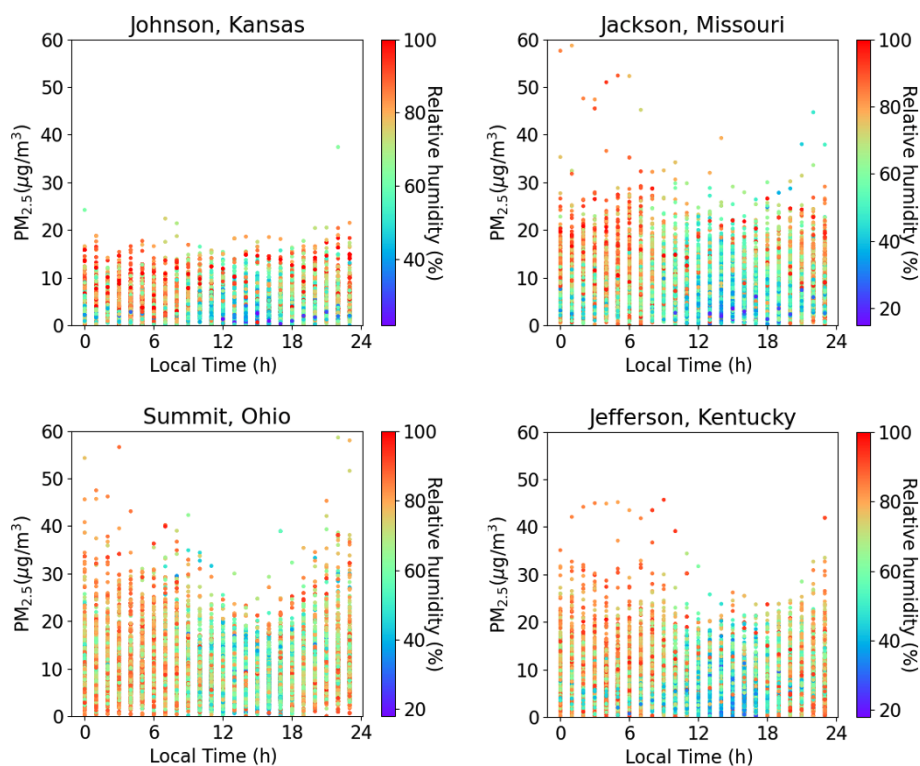 Johnson, Kansas
60
50
40
30
20
10
0
PM2.5(μg/m3)
0 6 12 18 24
Local Time (h)
100
80
60
40
Relative humidity (%)
Jackson, Missouri
60
50
40
30
20
10
0
PM2.5(μg/m3)
0 6 12 18 24
Local Time (h)
100
80
60
40
20
Relative humidity (%)
Summit, Ohio
60
50
40
30
20
10
0
PM2.5(μg/m3)
0 6 12 18 24
Local Time (h)
100
80
60
40
20
Relative humidity (%)
Jefferson, Kentucky
60
50
40
30
20
10
0
PM2.5(μg/m3)
0 6 12 18 24
Local Time (h)
100
80
60
40
20
Relative humidity (%)